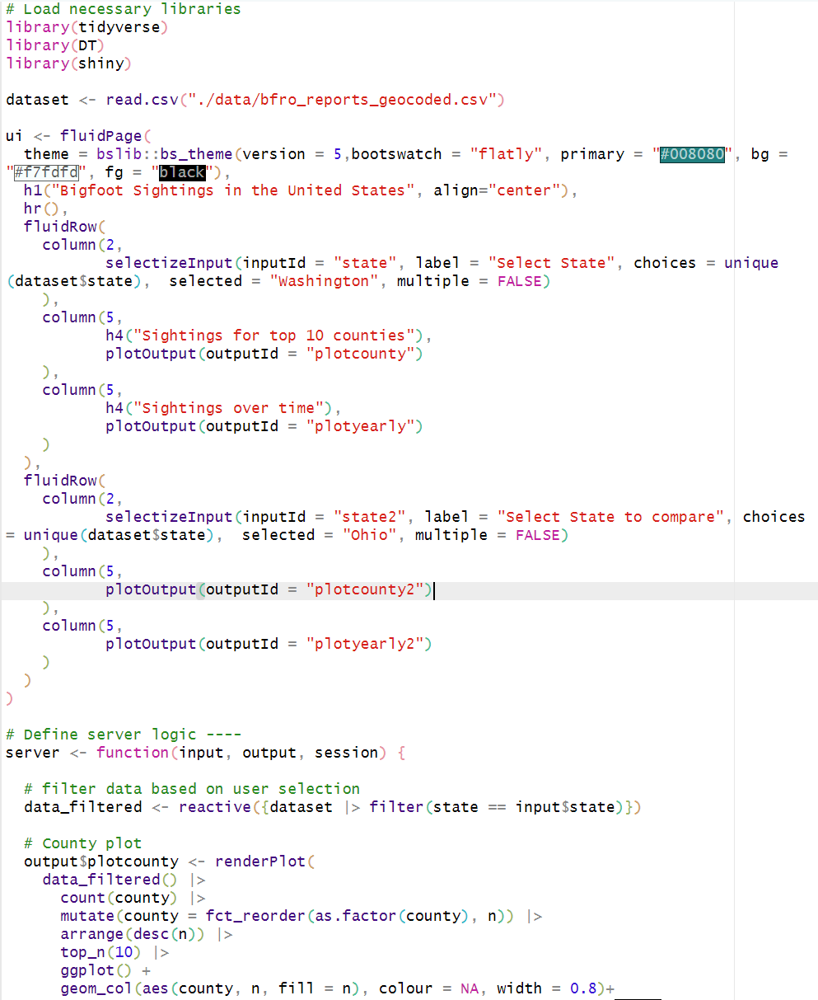 # Load necessary libraries
library(tidyverse)
library(DT)
library(shiny)

dataset <- read.csv("./data/bfro_reports_geocoded.csv")

ui <- fluidPage(
  theme = bslib::bs_theme(version = 5,bootswatch = "flatly", primary = "#008080", bg =
"#f7fdfd", fg = "black"),
  h1("Bigfoot Sightings in the United States", align="center"),
  hr(),
  fluidRow(
    column(2,
           selectizeInput(inputId = "state", label = "Select State", choices = unique
(dataset$state),  selected = "Washington", multiple = FALSE)
    ),
    column(5,
           h4("Sightings for top 10 counties"),
           plotOutput(outputId = "plotcounty")
    ),
    column(5,
           h4("Sightings over time"),
           plotOutput(outputId = "plotyearly")
    )
  ),
  fluidRow(
    column(2,
           selectizeInput(inputId = "state2", label = "Select State to compare", choices
= unique(dataset$state),  selected = "Ohio", multiple = FALSE)
    ),
    column(5,
           plotOutput(outputId = "plotcounty2")
    ),
    column(5,
           plotOutput(outputId = "plotyearly2")
    )
  )
)

# Define server logic ----
server <- function(input, output, session) {

  # filter data based on user selection
  data_filtered <- reactive({dataset |> filter(state == input$state)})

  # County plot
  output$plotcounty <- renderPlot(
    data_filtered() |>
      count(county) |>
      mutate(county = fct_reorder(as.factor(county), n)) |>
      arrange(desc(n)) |>
      top_n(10) |>
      ggplot() +
      geom_col(aes(county, n, fill = n), colour = NA, width = 0.8)+